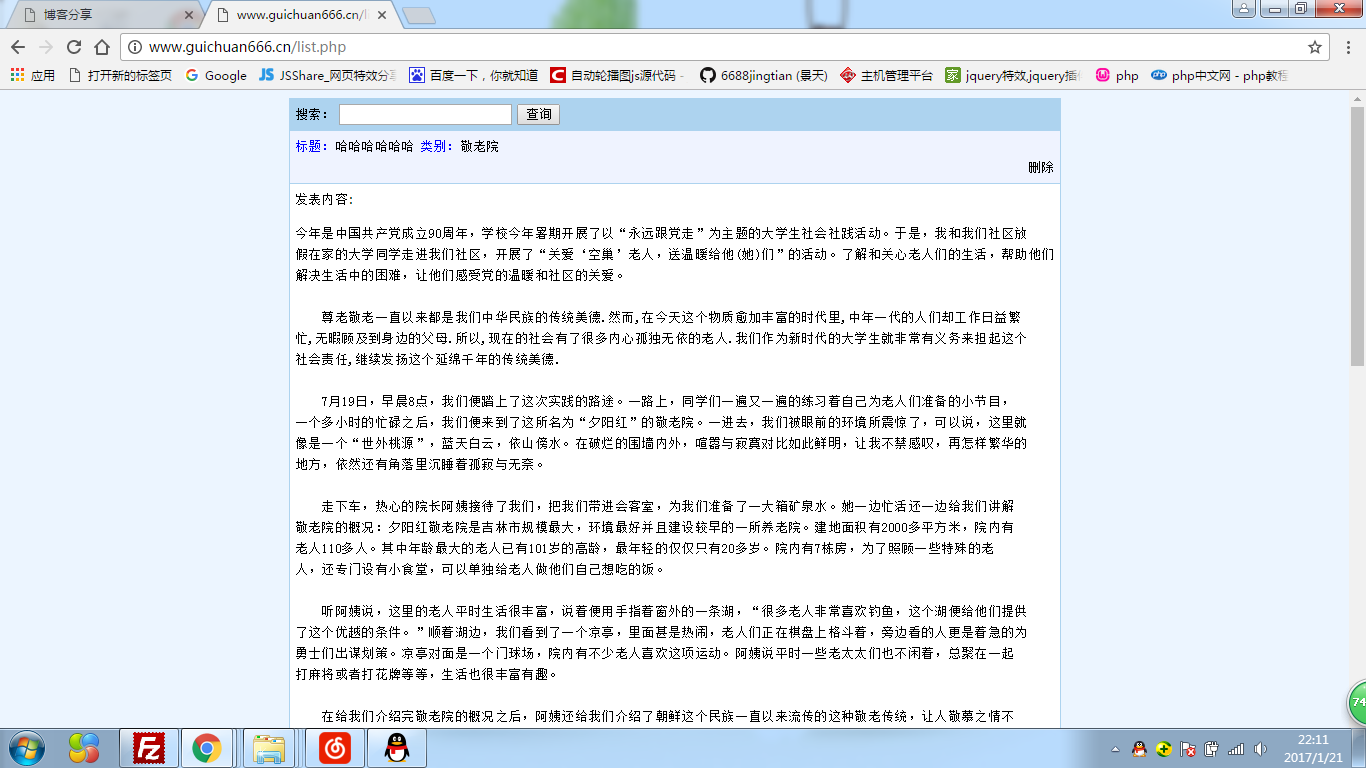 博客分享
www.guichuan666.cn/li
www.guichuan666.cn/list.php
应用 打开新的标签页 Google JSShare_网页特效分享 百度一下，你就知道 自动轮播图js源代码 - 6688jingtian (景天) 主机管理平台 jquery特效,jquery插件 php php中文网 - php教程
搜索： 查询
标题：哈哈哈哈哈哈 类别：敬老院
删除
发表内容:
今年是中国共产党成立90周年，学校今年暑期开展了以“永远跟党走”为主题的大学生社会社践活动。于是，我和我们社区放
假在家的大学同学走进我们社区，开展了“关爱‘空巢’老人，送温暖给他(她)们”的活动。了解和关心老人们的生活，帮助他们
解决生活中的困难，让他们感受党的温暖和社区的关爱。
尊老敬老一直以来都是我们中华民族的传统美德.然而,在今天这个物质愈加丰富的时代里,中年一代的人们却工作日益繁
忙,无暇顾及到身边的父母.所以,现在的社会有了很多内心孤独无依的老人.我们作为新时代的大学生就非常有义务来担起这个
社会责任,继续发扬这个延绵千年的传统美德.
7月19日，早晨8点，我们便踏上了这次实践的路途。一路上，同学们一遍又一遍的练习着自己为老人们准备的小节目，
一个多小时的忙碌之后，我们便来到了这所名为“夕阳红”的敬老院。一进去，我们被眼前的环境所震惊了，可以说，这里就
像是一个“世外桃源”，蓝天白云，依山傍水。在破烂的围墙内外，喧嚣与寂寞对比如此鲜明，让我不禁感叹，再怎样繁华的
地方，依然还有角落里沉睡着孤寂与无奈。
走下车，热心的院长阿姨接待了我们，把我们带进会客室，为我们准备了一大箱矿泉水。她一边忙活还一边给我们讲解
敬老院的概况：夕阳红敬老院是吉林市规模最大，环境最好并且建设较早的一所养老院。建地面积有2000多平方米，院内有
老人110多人。其中年龄最大的老人已有101岁的高龄，最年轻的仅仅只有20多岁。院内有7栋房，为了照顾一些特殊的老
人，还专门设有小食堂，可以单独给老人做他们自己想吃的饭。
听阿姨说，这里的老人平时生活很丰富，说着便用手指着窗外的一条湖，“很多老人非常喜欢钓鱼，这个湖便给他们提供
了这个优越的条件。”顺着湖边，我们看到了一个凉亭，里面甚是热闹，老人们正在棋盘上格斗着，旁边看的人更是着急的为
勇士们出谋划策。凉亭对面是一个门球场，院内有不少老人喜欢这项运动。阿姨说平时一些老太太们也不闲着，总聚在一起
打麻将或者打花牌等等，生活也很丰富有趣。
在给我们介绍完敬老院的概况之后，阿姨还给我们介绍了朝鲜这个民族一直以来流传的这种敬老传统，让人敬慕之情不
74
22:11
2017/1/21